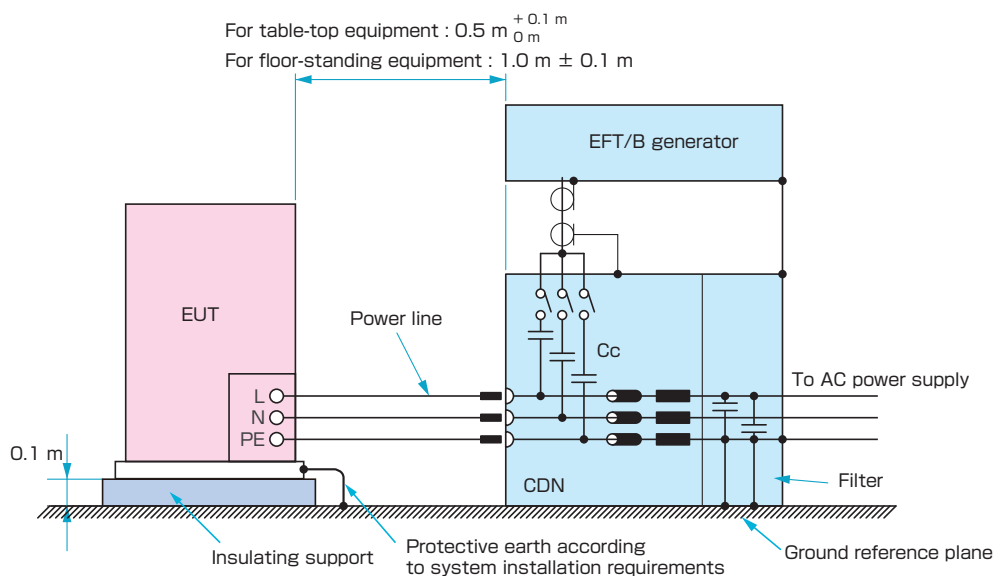 For table-top equipment : 0.5 m + 0.1 m 0 m
For floor-standing equipment : 1.0 m ± 0.1 m
EFT/B generator
EUT
Power line
Cc
To AC power supply
L
N
PE
0.1 m
CDN
Filter
Insulating support
Protective earth according
to system installation requirements
Ground reference plane